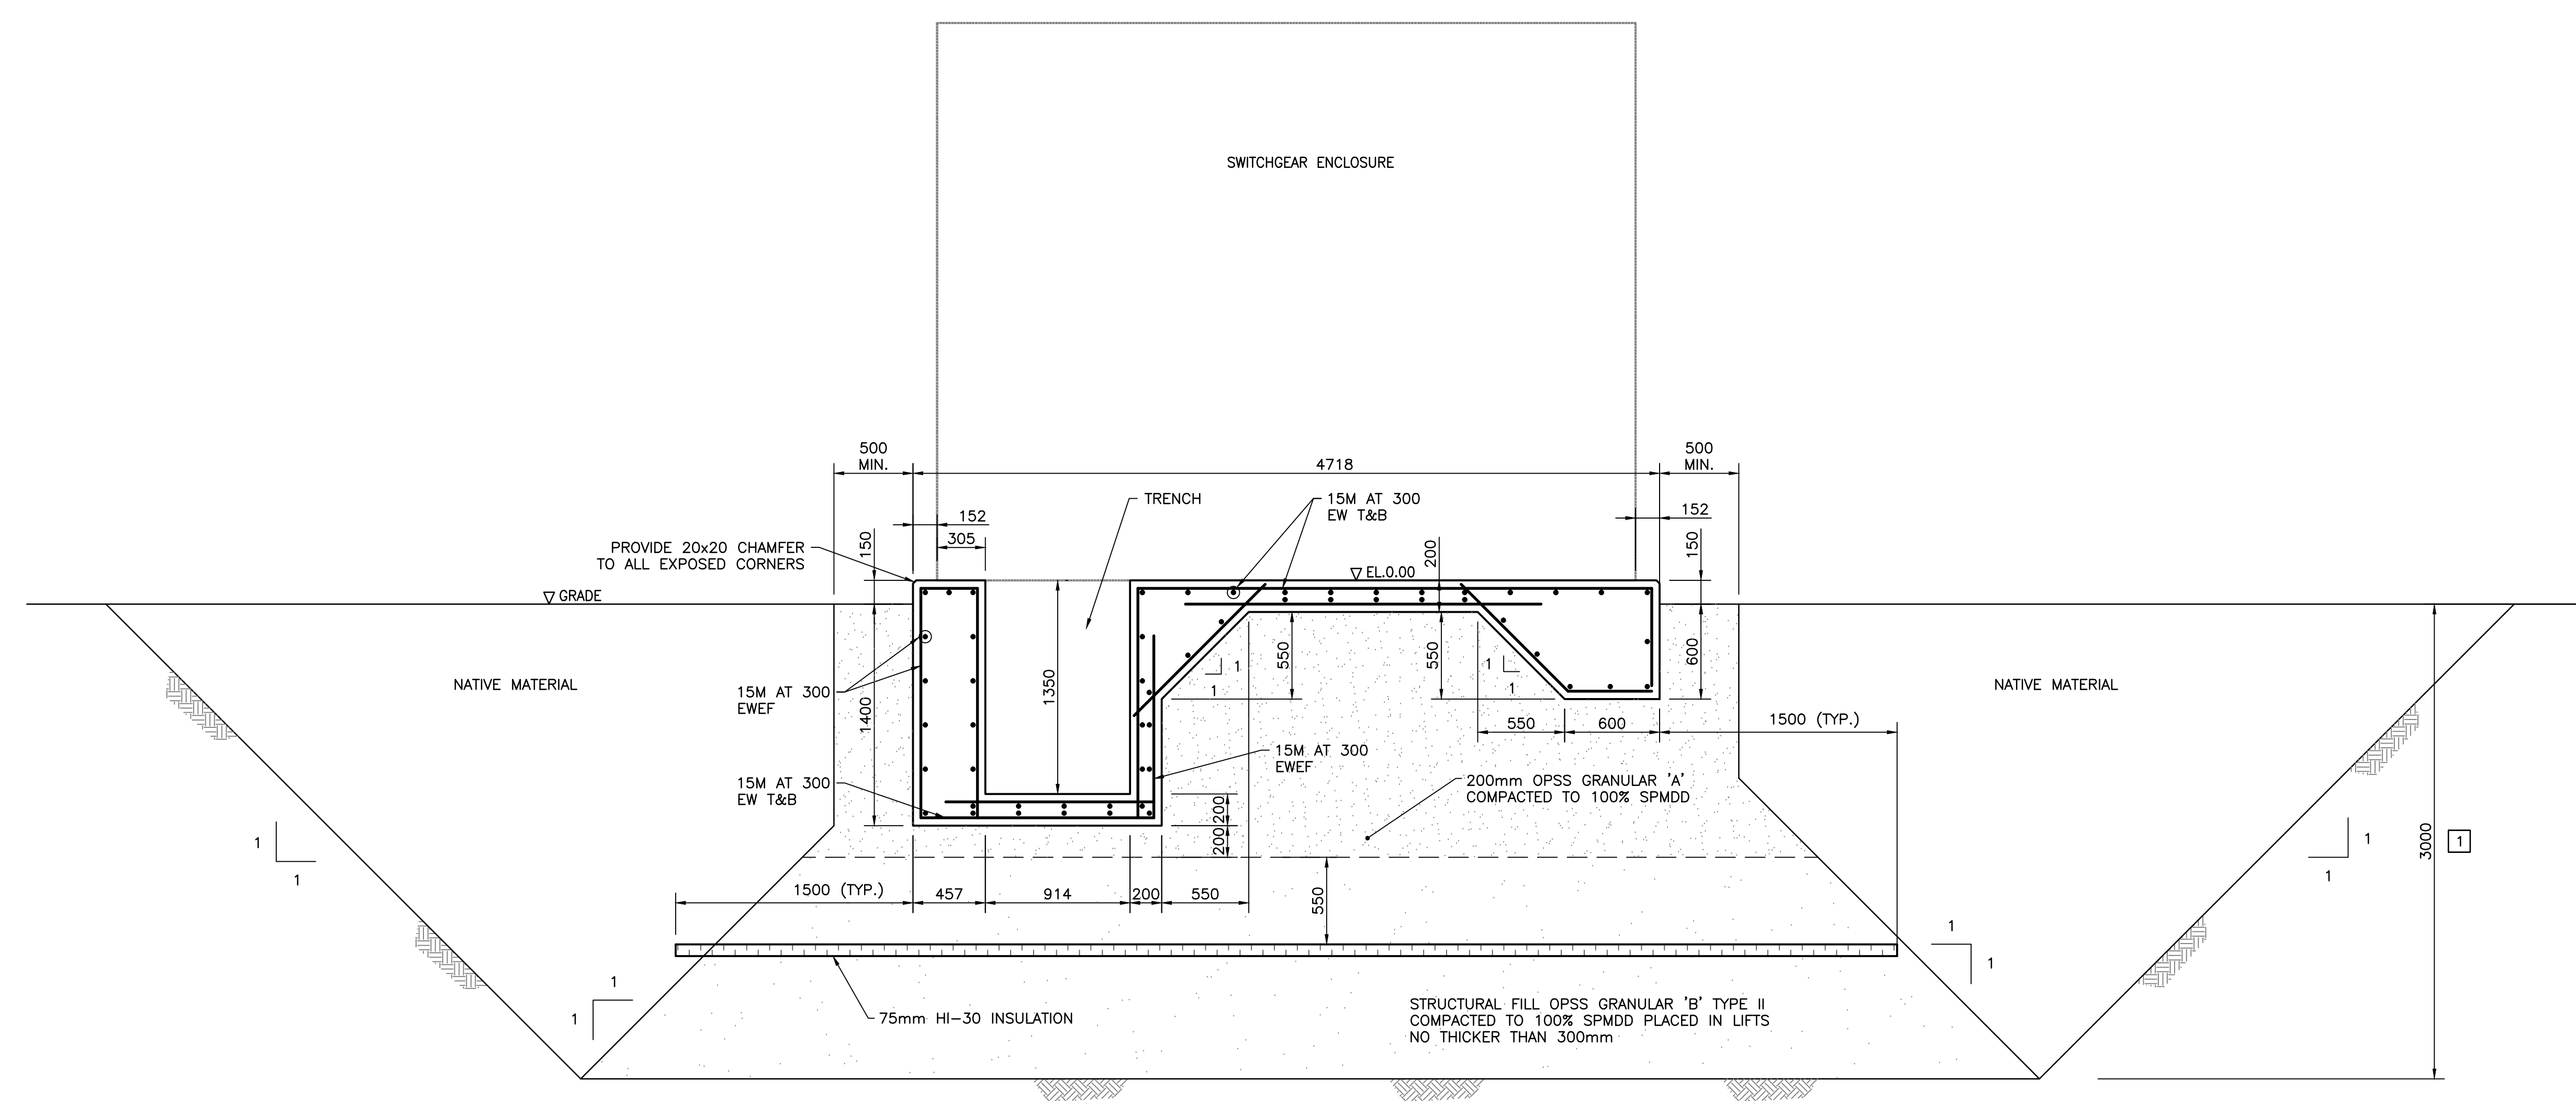 SWITCHGEAR ENCLOSURE
500
MIN.
4718
500
MIN.
TRENCH
15M AT 300
EW T&B
152
152
305
150
200
150
PROVIDE 20x20 CHAMFER
TO ALL EXPOSED CORNERS
EL.0.00
GRADE
GRADE
NATIVE MATERIAL
NATIVE MATERIAL
1
1
550
550
1
1
600
15M AT 300
EWEF
1400
1350
550
600
1500 (TYP.)
15M AT 300
EWEF
15M AT 300
EW T&B
200mm OPSS GRANULAR 'A'
COMPACTED TO 100% SPMDD
200
200
1
1
3000
1
1
1
1500 (TYP.)
457
914
200
550
550
1
1
1
1
75mm HI-30 INSULATION
STRUCTURAL FILL OPSS GRANULAR 'B' TYPE II
COMPACTED TO 100% SPMDD PLACED IN LIFTS
NO THICKER THAN 300mm